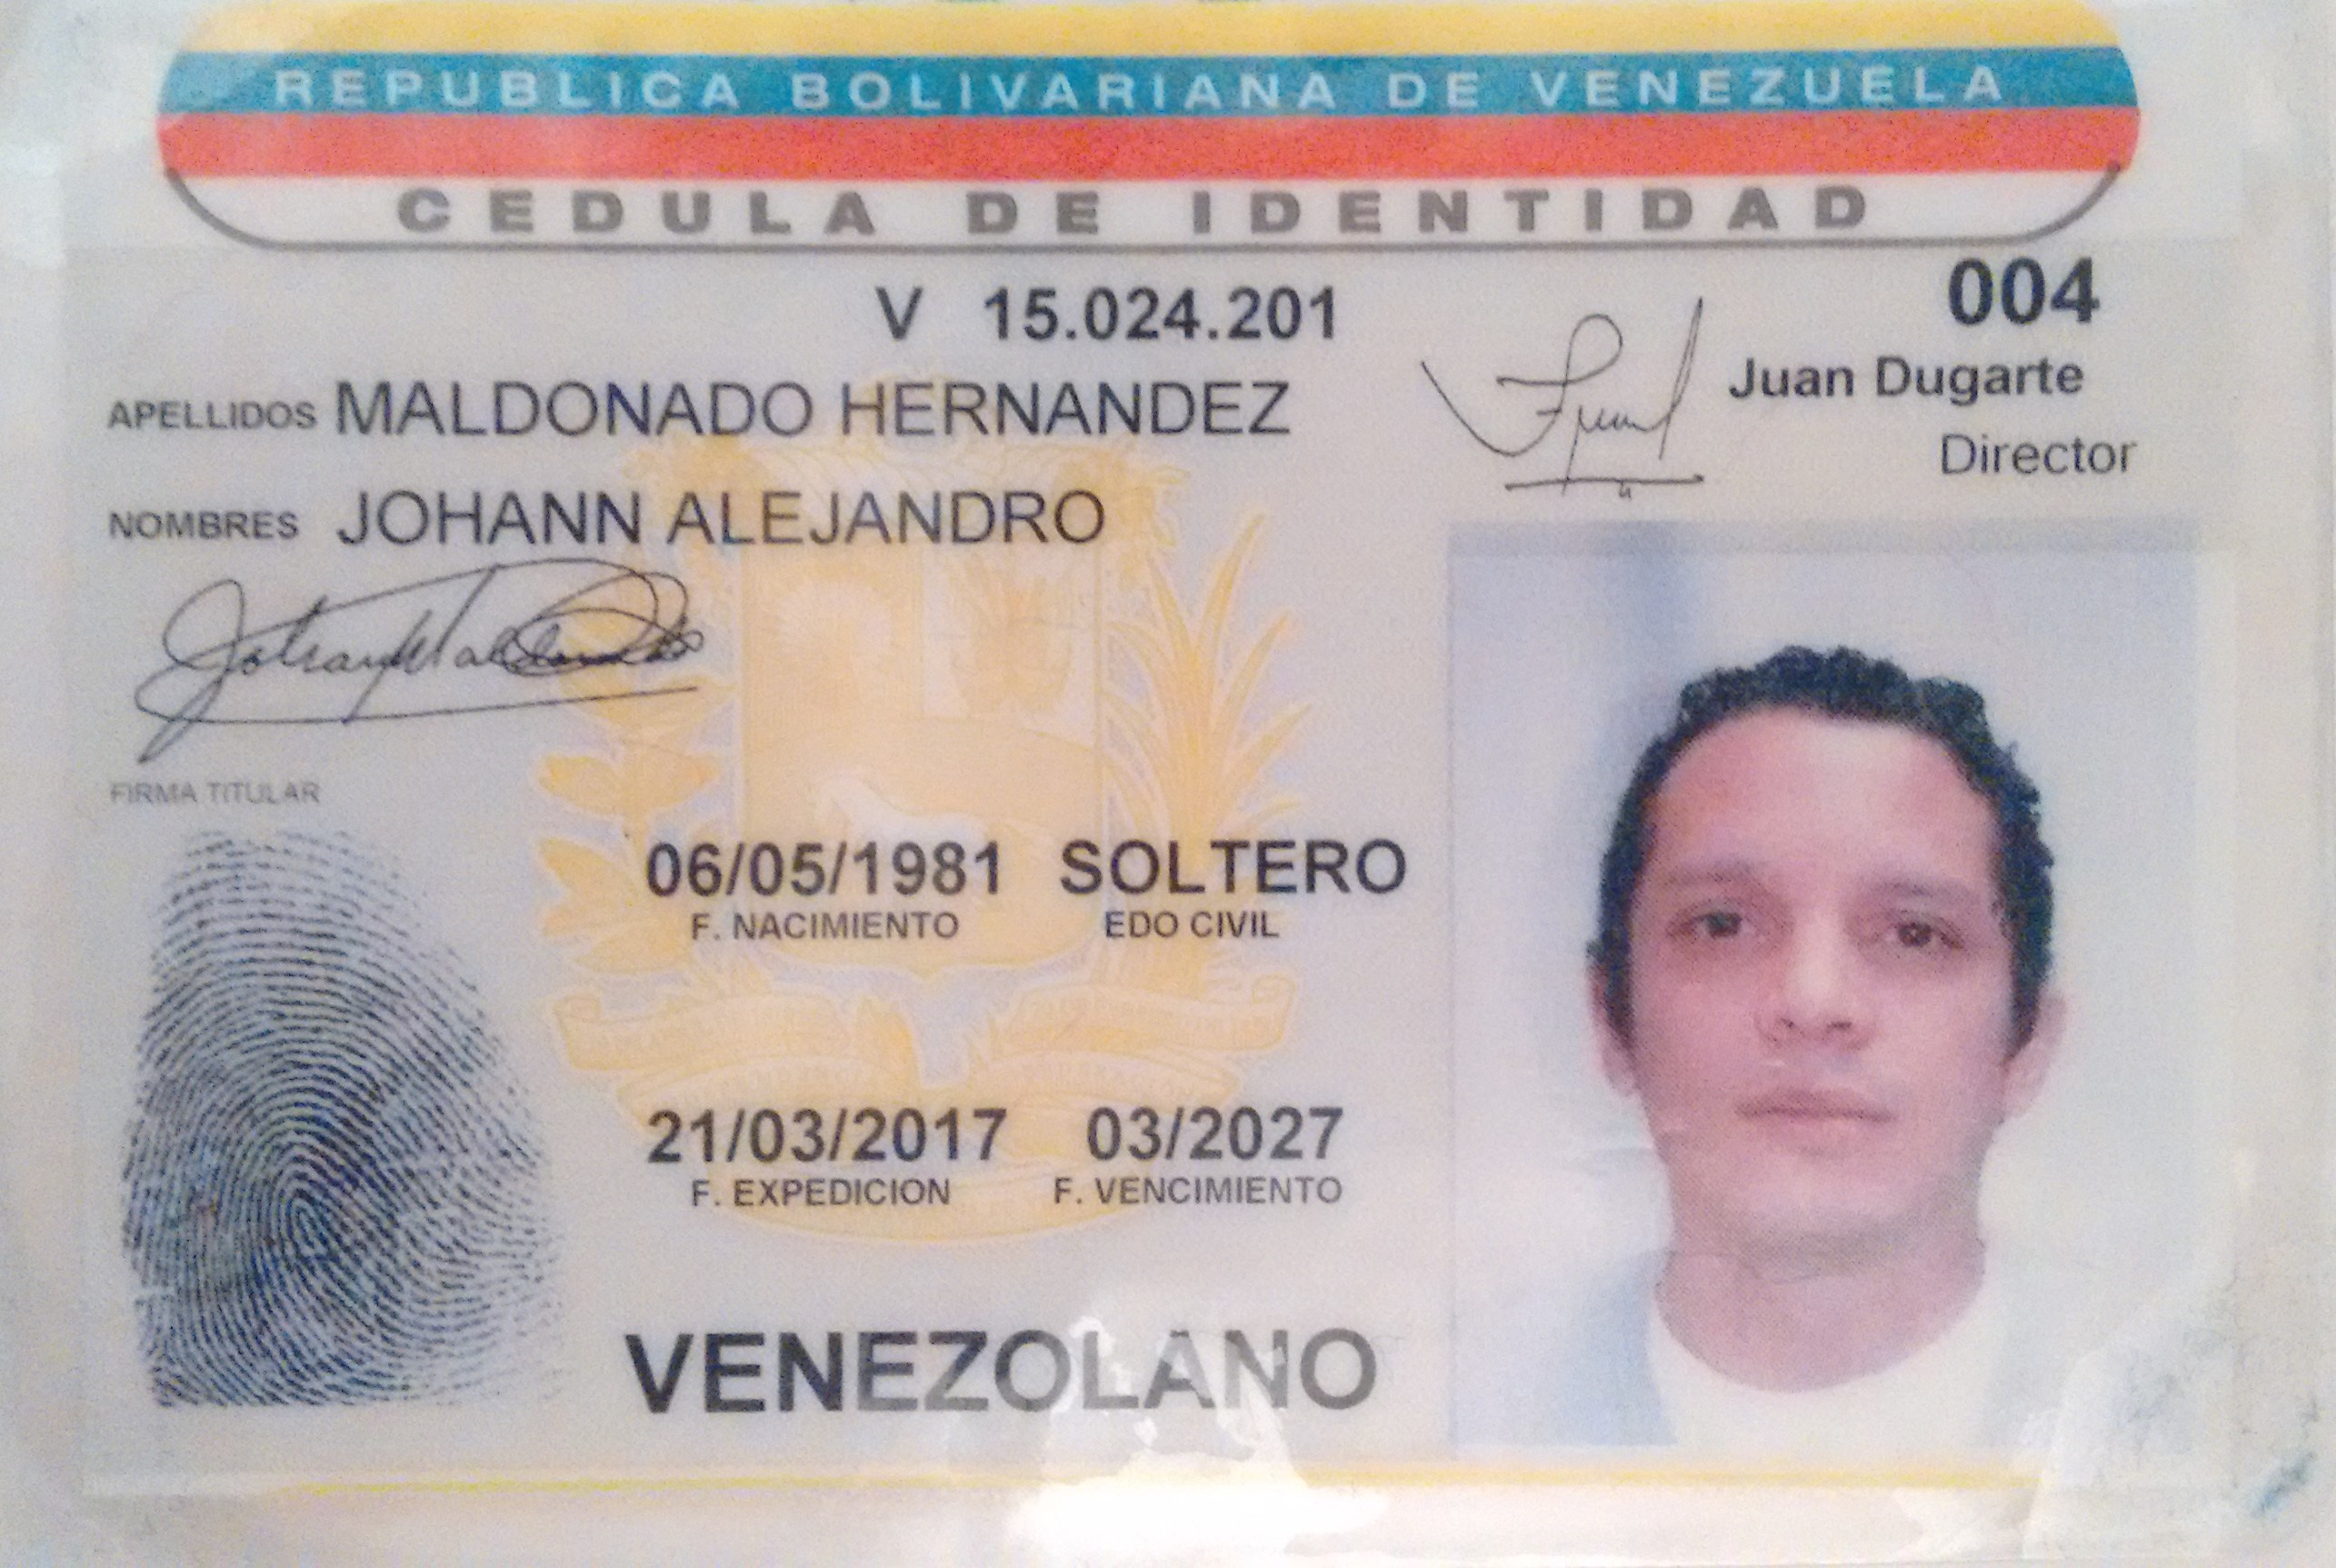 REPUBLICA BOLIVARIANA DE VENEZUELA
CEDULA DE IDENTIDAD
V 15.024.201
004
Juan Dugarte
Director
APELLIDOS MALDONADO HERNANDEZ
NOMBRES JOHANN ALEJANDRO
FIRMA TITULAR
06/05/1981 SOLTERO
F. NACIMIENTO EDO CIVIL
21/03/2017 03/2027
F. EXPEDICION F. VENCIMIENTO
VENEZOLANO